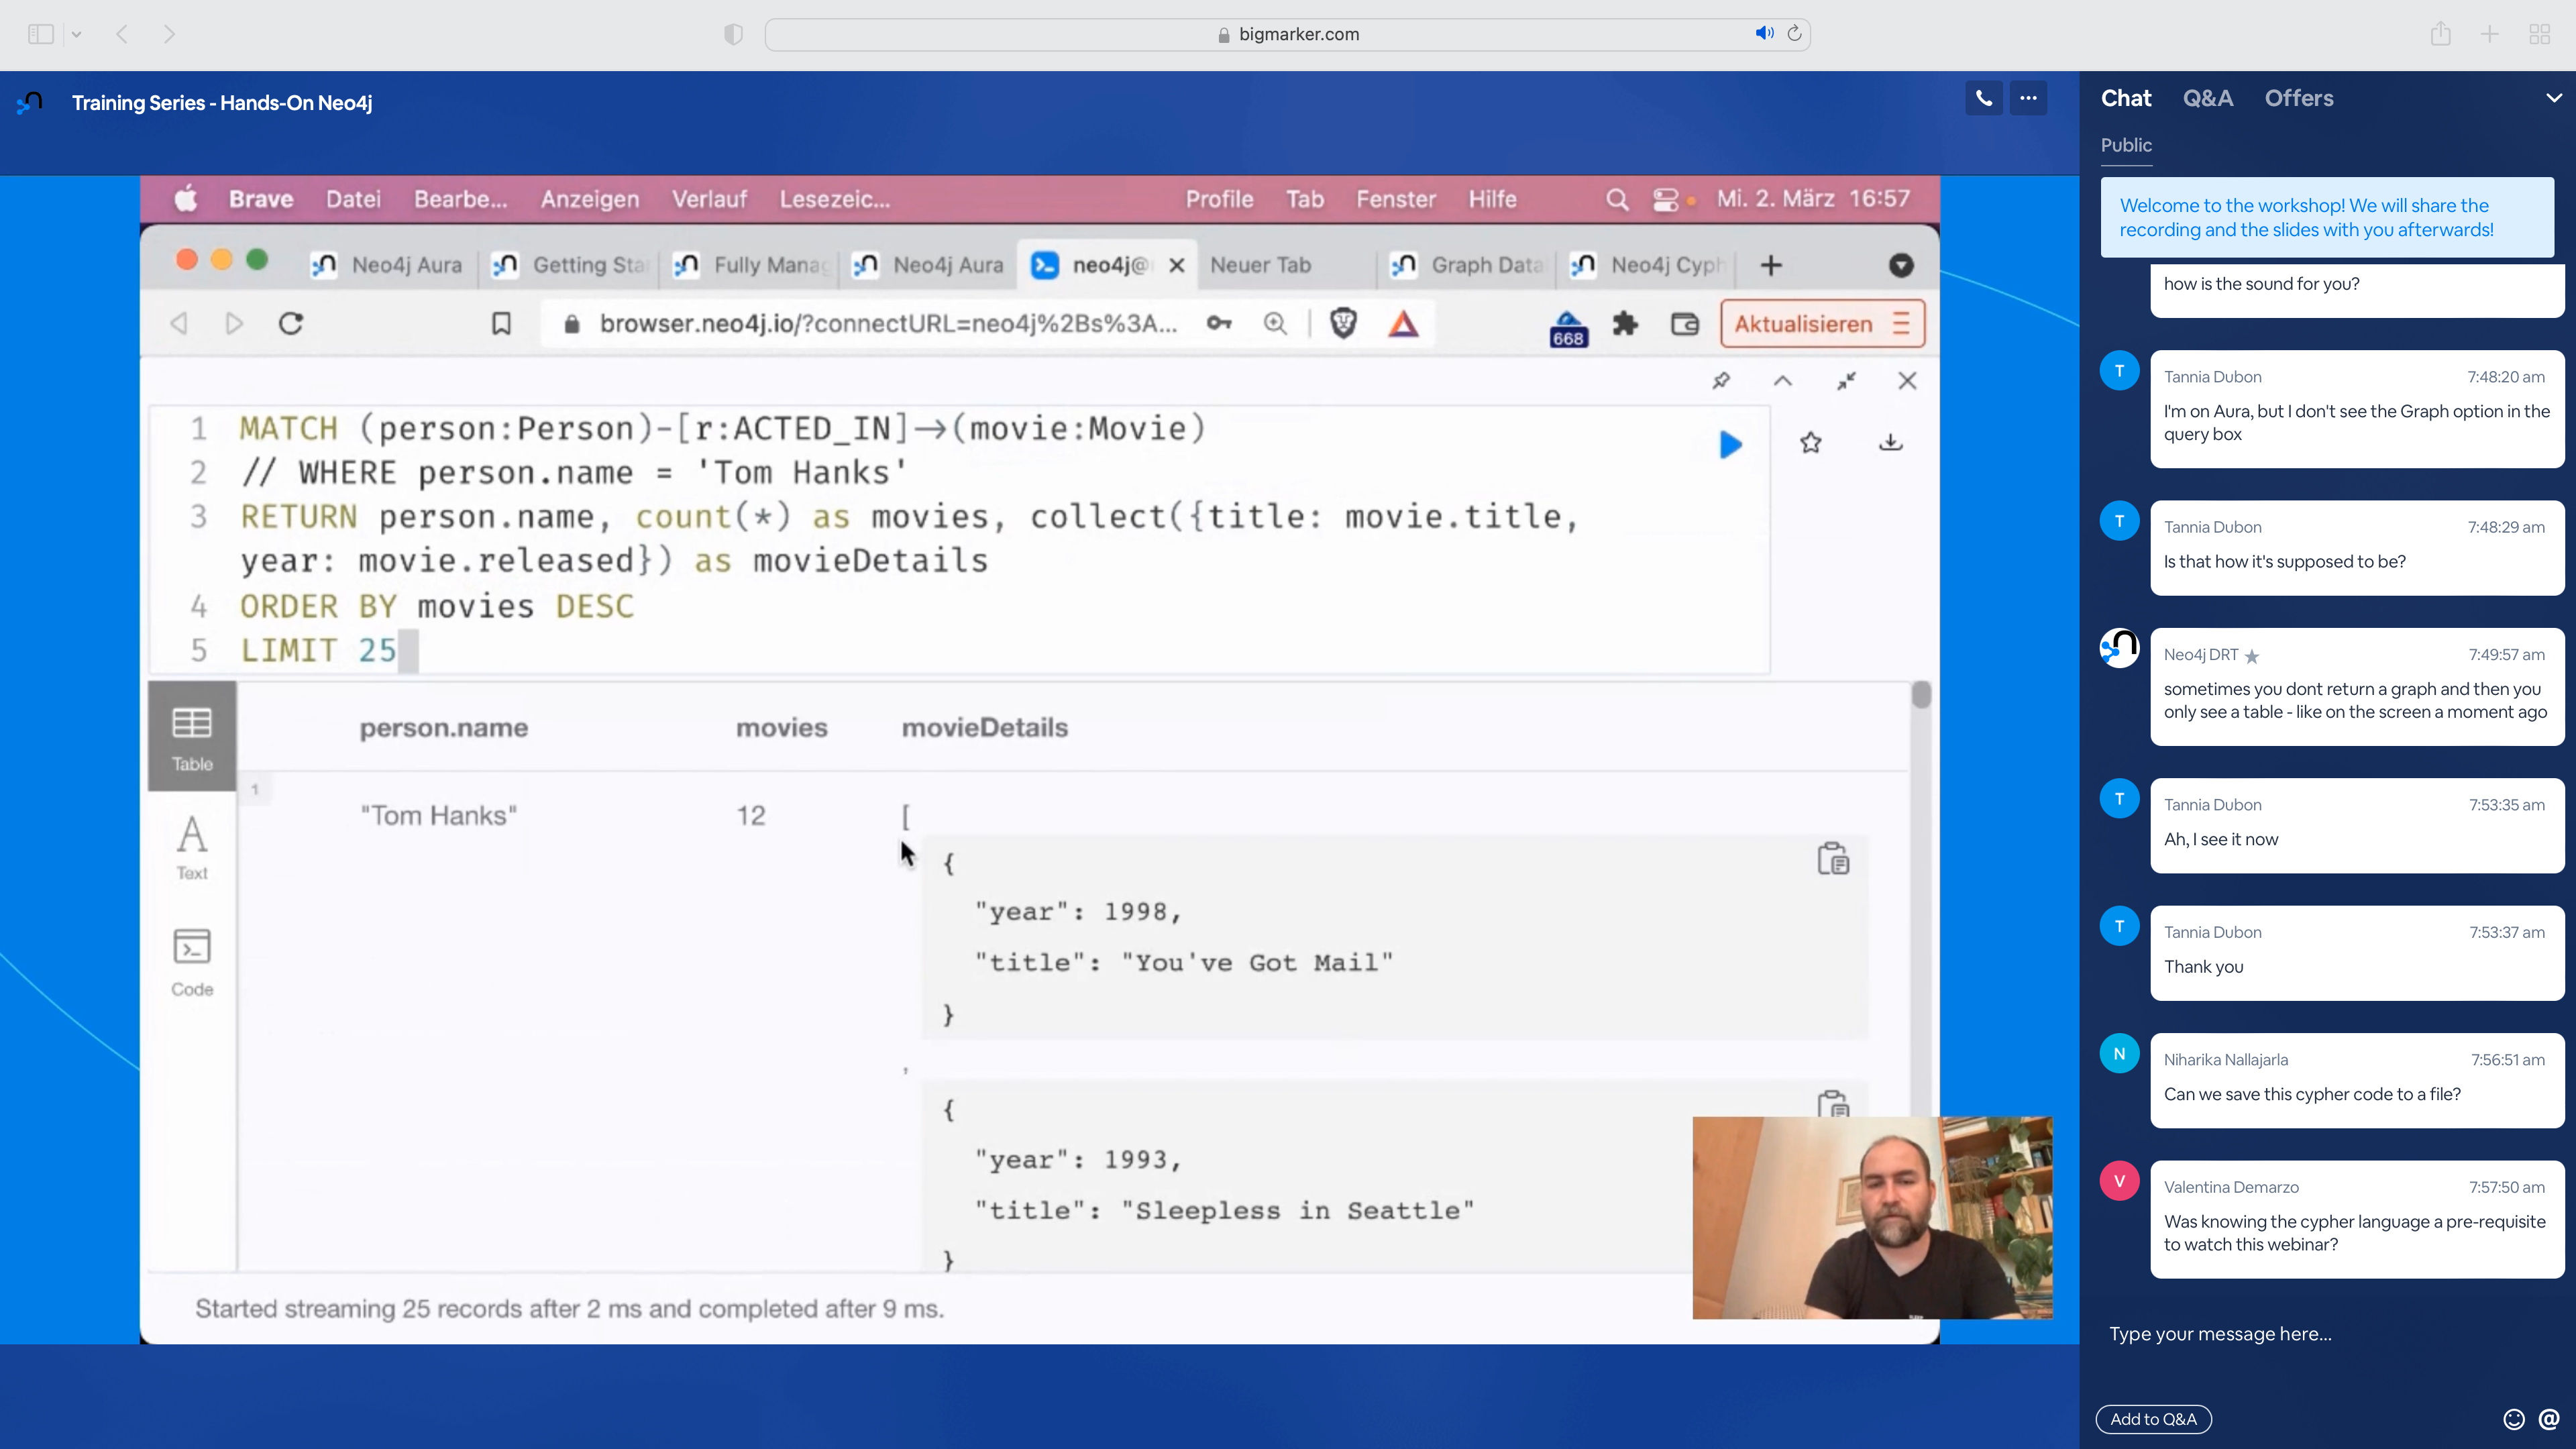 bigmarker.com
Training Series - Hands-On Neo4j
Brave Datei Bearbe... Anzeigen Verlauf Lesezeic... Profile Tab Fenster Hilfe Mi. 2. März 16:57
Neo4j Aura Getting Sta Fully Manag Neo4j Aura neo4j@ Neuer Tab Graph Data Neo4j Cyph
browser.neo4j.io/?connectURL=neo4j%2Bs%3A... 668 Aktualisieren
1 MATCH (person:Person)-[r:ACTED_IN]->(movie:Movie)
2 // WHERE person.name = 'Tom Hanks'
3 RETURN person.name, count(*) as movies, collect({title: movie.title,
year: movie.released}) as movieDetails
4 ORDER BY movies DESC
5 LIMIT 25
Table
Text
Code
person.name movies movieDetails
1
"Tom Hanks" 12 [
{
"year": 1998,
"title": "You've Got Mail"
}
,
{
"year": 1993,
"title": "Sleepless in Seattle"
}
Started streaming 25 records after 2 ms and completed after 9 ms.
Chat Q&A Offers
Public
Welcome to the workshop! We will share the
recording and the slides with you afterwards!
how is the sound for you?
T
Tannia Dubon 7:48:20 am
I'm on Aura, but I don't see the Graph option in the
query box
T
Tannia Dubon 7:48:29 am
Is that how it's supposed to be?
Neo4j DRT 7:49:57 am
sometimes you dont return a graph and then you
only see a table - like on the screen a moment ago
T
Tannia Dubon 7:53:35 am
Ah, I see it now
T
Tannia Dubon 7:53:37 am
Thank you
N
Niharika Nallajarla 7:56:51 am
Can we save this cypher code to a file?
V
Valentina Demarzo 7:57:50 am
Was knowing the cypher language a pre-requisite
to watch this webinar?
Type your message here...
Add to Q&A @